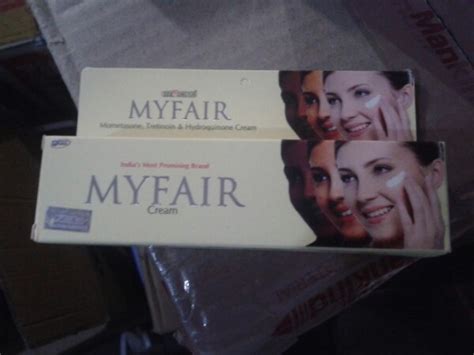 MYFAIR
Mometasone, Tretinoin & Hydroquinone Cream
India's Most Promising Brand
MYFAIR
Cream